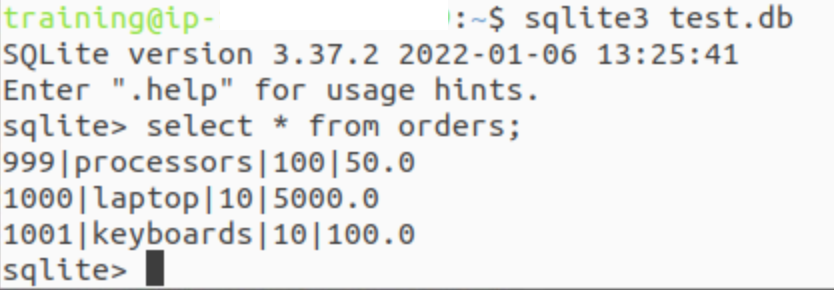 training@ip- :~$ sqlite3 test.db
SQLite version 3.37.2 2022-01-06 13:25:41
Enter ".help" for usage hints.
sqlite> select * from orders;
999|processors|100|50.0
1000|laptop|10|5000.0
1001|keyboards|10|100.0
sqlite>